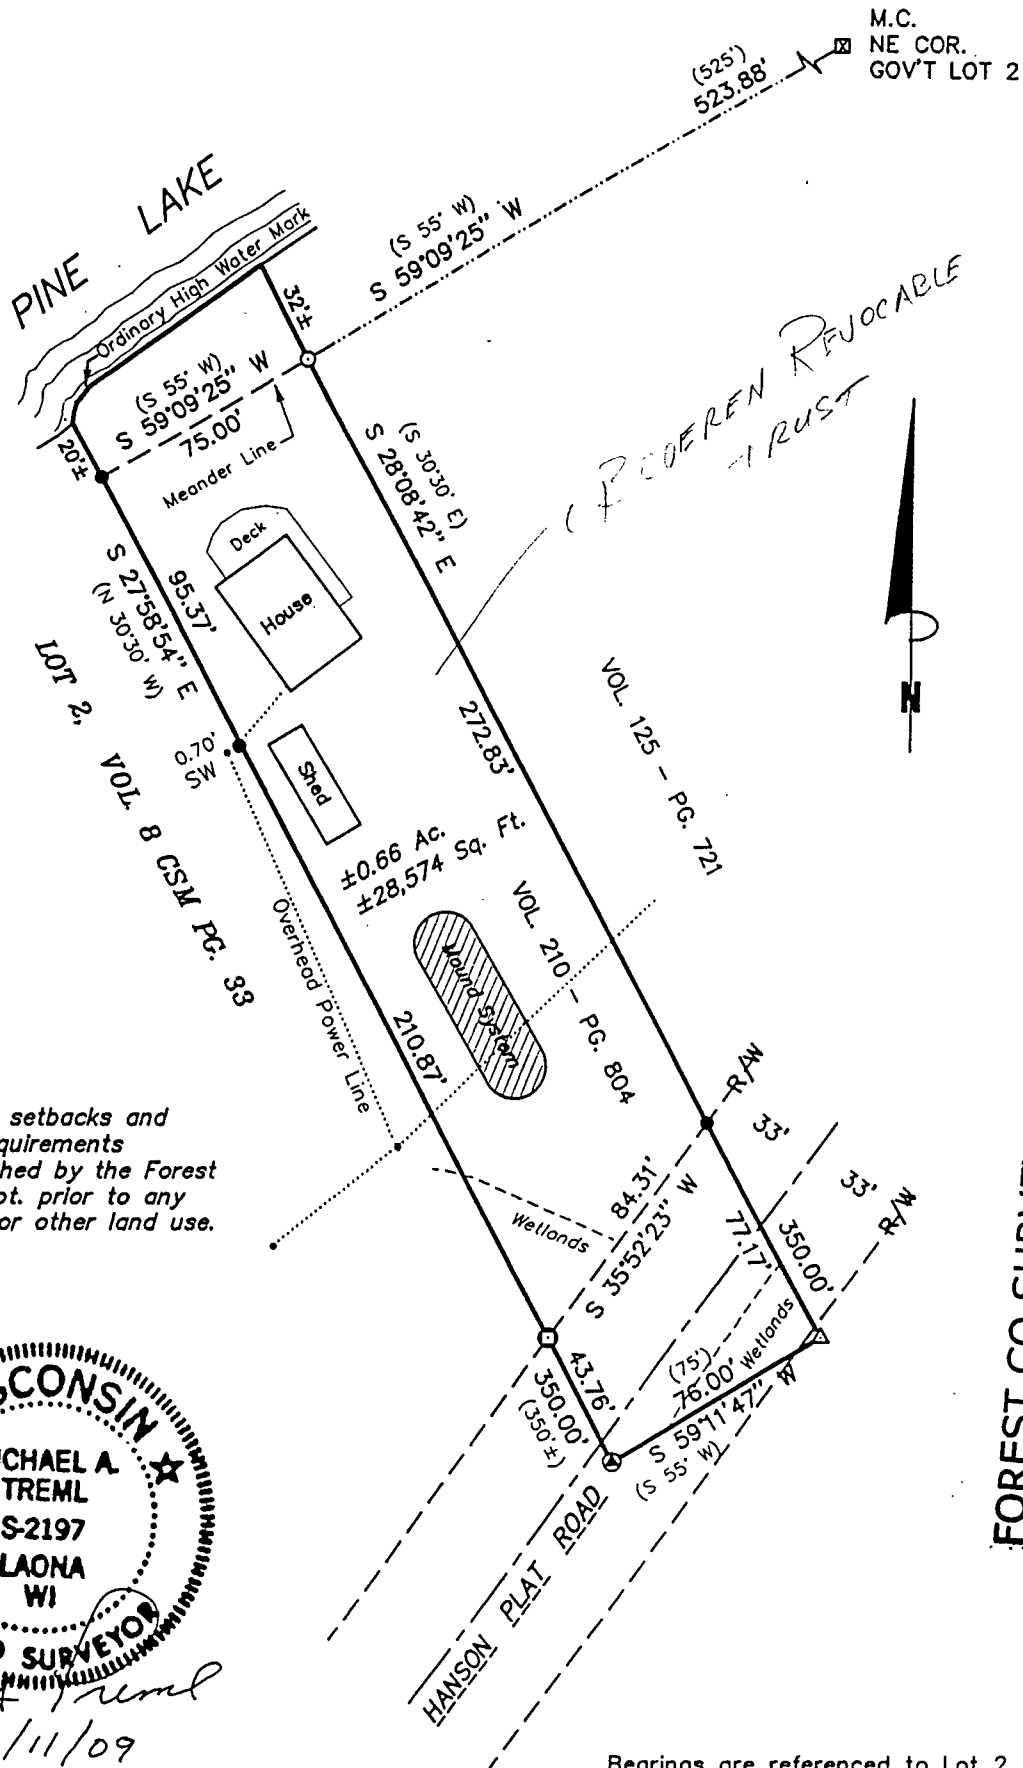 M.C.
NE COR.
GOV'T LOT 2
(525')
523.88'
PINE LAKE
Ordinary High Water Mark
(S 55° W)
S 59°09'25" W
32'±
(S 55° W)
S 59°09'25" W
75.00'
Meander Line
20'±
REVOCABLE
TRUST
(S 30°30' E)
S 28°08'42" E
272.83'
Deck
House
95.37'
S 27°58'54" E
(N 30°30' W)
LOT 2, VOL. 8 CSM PG. 33
0.70'
SW
Shed
±0.66 Ac.
±28,574 Sq. Ft.
VOL. 125 – PG. 721
VOL. 210 – PG. 804
N
Overhead Power Line
Mound System
210.87'
setbacks and
quirements
hed by the Forest
pt. prior to any
or other land use.
R/W
33'
33'
R/W
84.31'
S 35°52'23" W
Wetlands
77.17'
350.00'
Wetlands
43.76'
350.00'
(350'±)
(75')
76.00'
S 59°11'47" W
(S 55° W)
HANSON PLAT ROAD
SCONSIN
CHAEL A.
TREML
S-2197
LAONA
WI
SURVEYOR
Treml
/11/09
Bearings are referenced to Lot 2